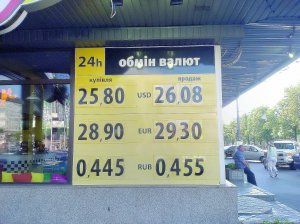 24h обмін валют
купівля продаж
25,80 USD 26,08
28,90 EUR 29,30
0,445 RUB 0,455